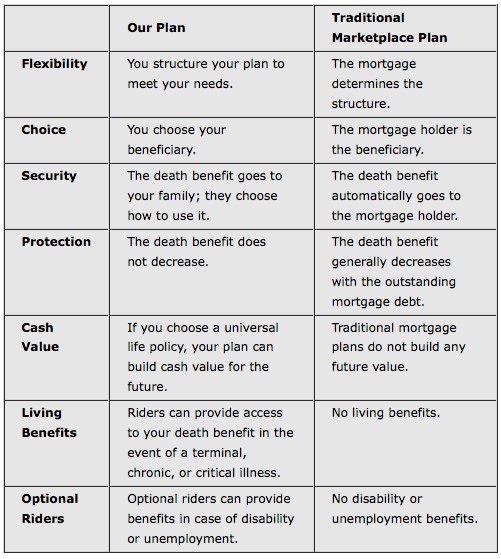 Our Plan
Traditional
Marketplace Plan
Flexibility
You structure your plan to
meet your needs.
The mortgage
determines the
structure.
Choice
You choose your
beneficiary.
The mortgage holder is
the beneficiary.
Security
The death benefit goes to
your family; they choose
how to use it.
The death benefit
automatically goes to
the mortgage holder.
Protection
The death benefit does
not decrease.
The death benefit
generally decreases
with the outstanding
mortgage debt.
Cash
Value
If you choose a universal
life policy, your plan can
build cash value for the
future.
Traditional mortgage
plans do not build any
future value.
Living
Benefits
Riders can provide access
to your death benefit in the
event of a terminal,
chronic, or critical illness.
No living benefits.
Optional
Riders
Optional riders can provide
benefits in case of disability
or unemployment.
No disability or
unemployment benefits.